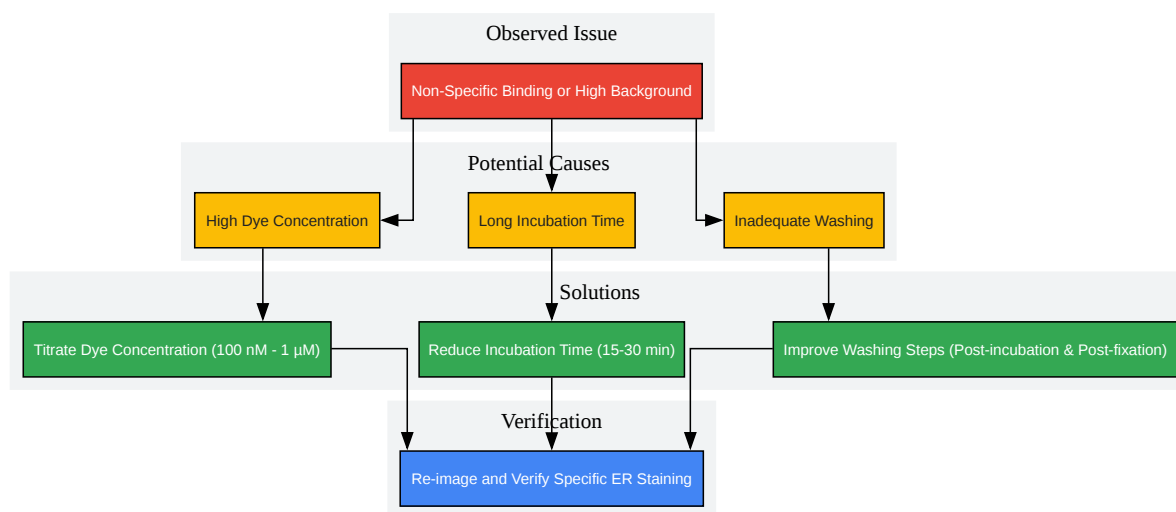 Observed Issue
Non-Specific Binding or High Background
Potential Causes
High Dye Concentration
Long Incubation Time
Inadequate Washing
Solutions
Titrate Dye Concentration (100 nM - 1 µM)
Reduce Incubation Time (15-30 min)
Improve Washing Steps (Post-incubation & Post-fixation)
Verification
Re-image and Verify Specific ER Staining